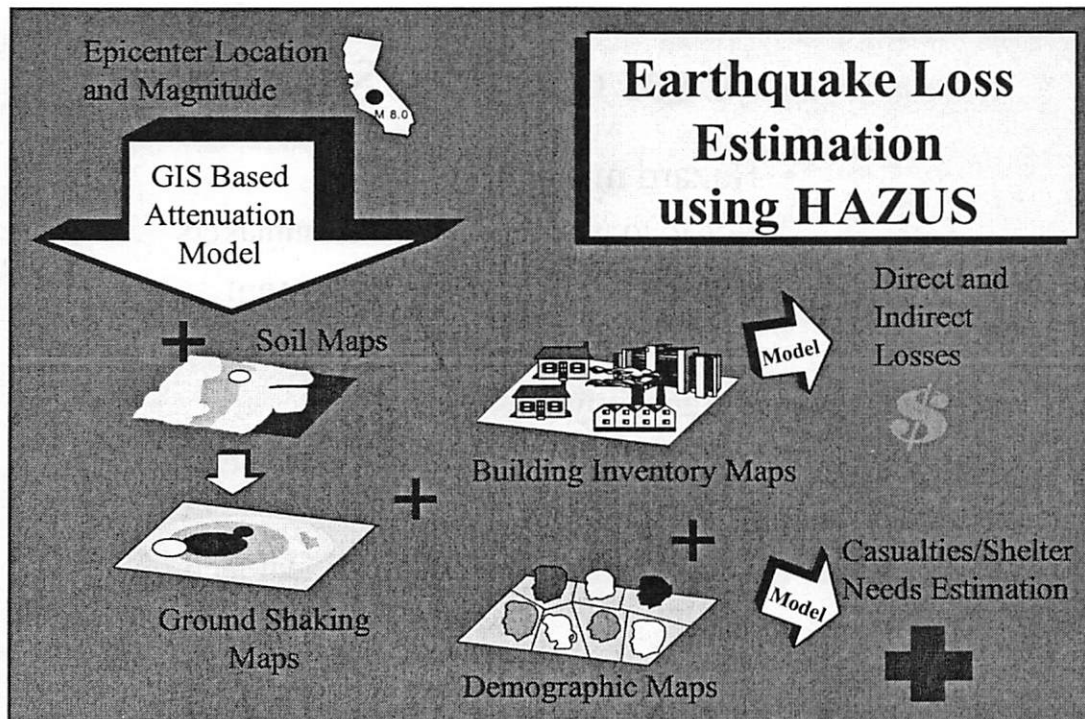 Epicenter Location
and Magnitude
M 8.0
Earthquake Loss
Estimation
using HAZUS
GIS Based
Attenuation
Model
Soil Maps
Model
Direct and
Indirect
Losses
$
Building Inventory Maps
Ground Shaking
Maps
Model
Casualties/Shelter
Needs Estimation
Demographic Maps